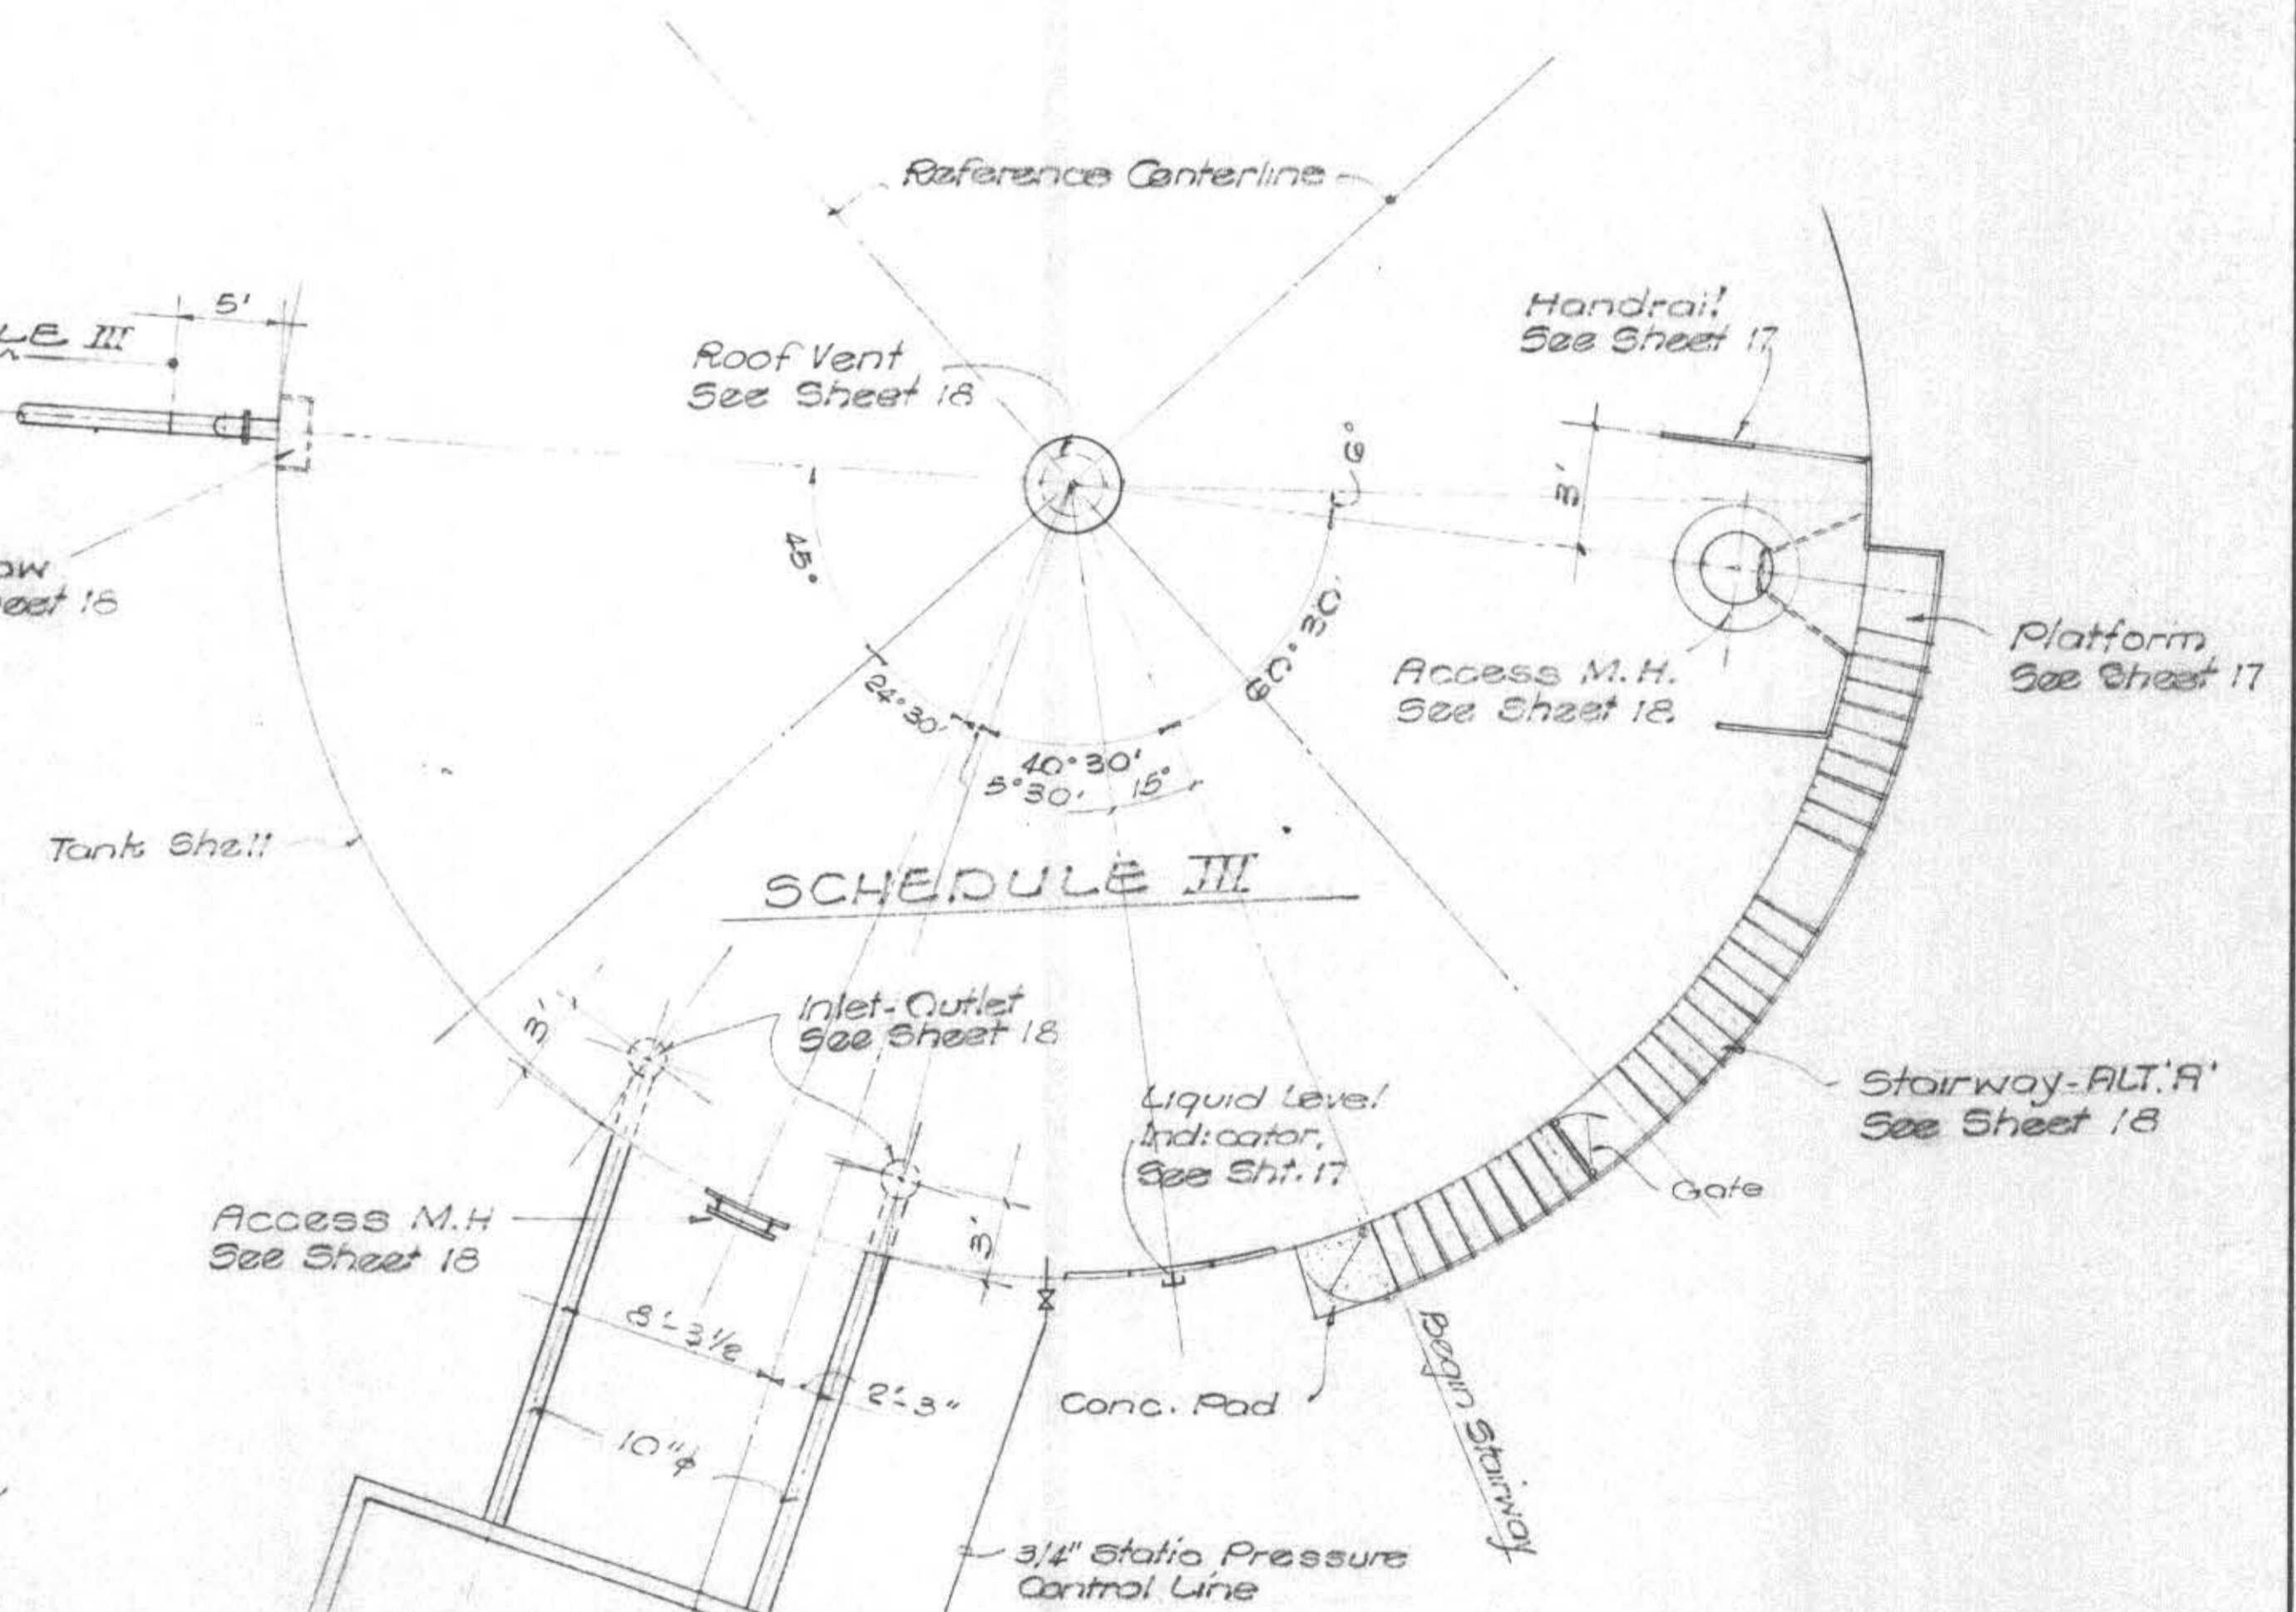 Reference Centerline
5'
LE III
Roof Vent
See Sheet 18
Handrail
See Sheet 17
3'
6°
45°
60°30'
ow
eet 18
Access M.H.
See Sheet 18
Platform
See Sheet 17
24°30'
40°30'
5°30' 15°
Tank Shell
SCHEDULE III
3'
Inlet-Outlet
See Sheet 18
Liquid Level
Indicator,
See Sht. 17
Stairway-ALT.'A'
See Sheet 18
Gate
Access M.H
See Sheet 18
3'
8'-3 1/2
2'-3"
Conc. Pad
Begin Stairway
10"φ
3/4" Static Pressure
Control Line